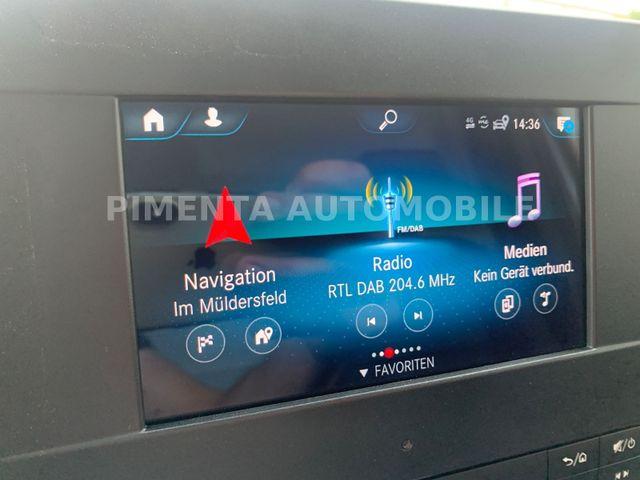 4G
14:36
PIMENTA AUTOMOBILE
FM/DAB
Navigation
Im Müldersfeld
Radio
RTL DAB 204.6 MHz
Medien
Kein Gerät verbund.
FAVORITEN